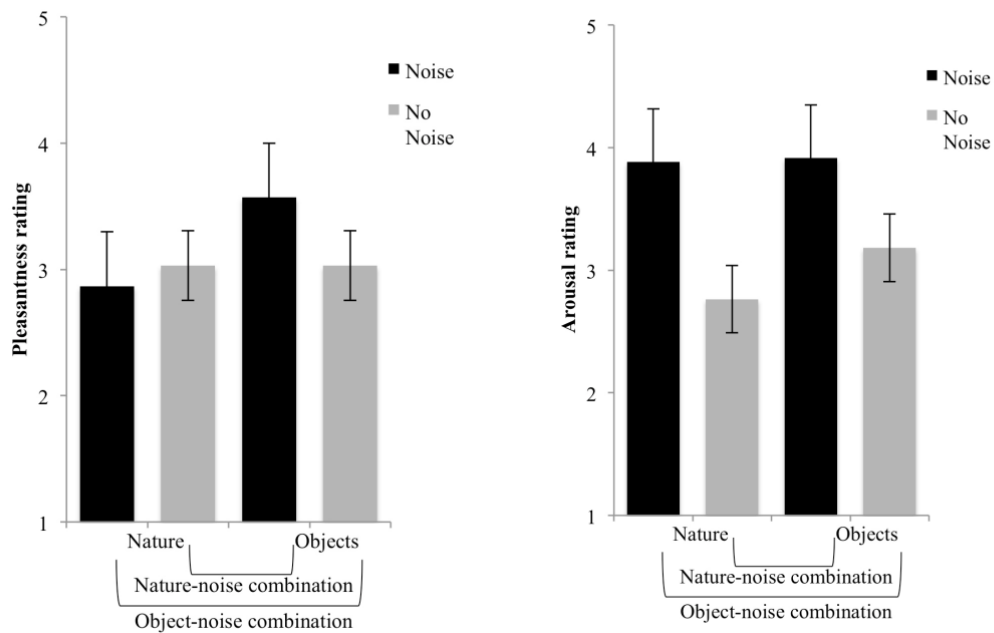 5
4
3
2
1
Pleasantness rating
Noise
No
Noise
Nature
Objects
Nature-noise combination
Object-noise combination
5
4
3
2
1
Arousal rating
Noise
No
Noise
Nature
Objects
Nature-noise combination
Object-noise combination